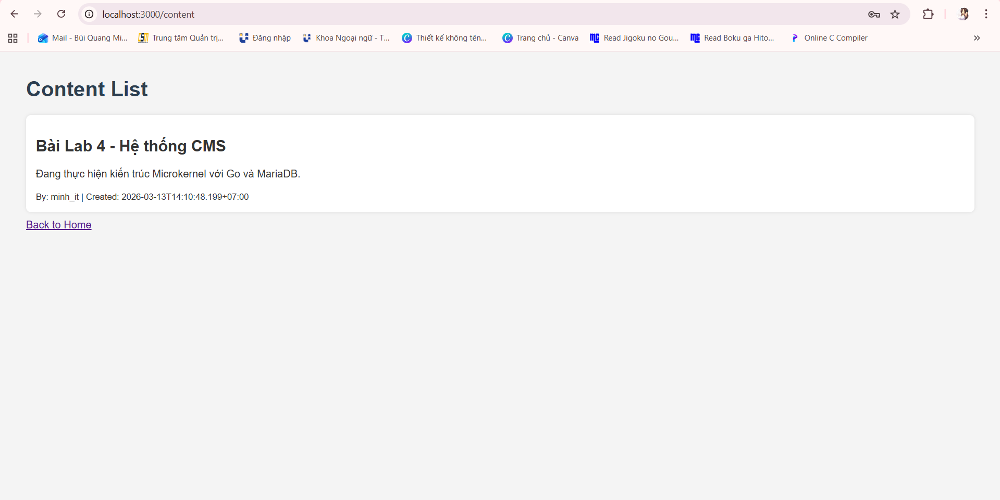 localhost:3000/content
Mail - Bùi Quang Mi...
Trung tâm Quản trị...
Đăng nhập
Khoa Ngoại ngữ - T...
Thiết kế không tên...
Trang chủ - Canva
Read Jigoku no Gou...
Read Boku ga Hito...
Online C Compiler
Content List
Bài Lab 4 - Hệ thống CMS
Đang thực hiện kiến trúc Microkernel với Go và MariaDB.
By: minh_it | Created: 2026-03-13T14:10:48.199+07:00
Back to Home